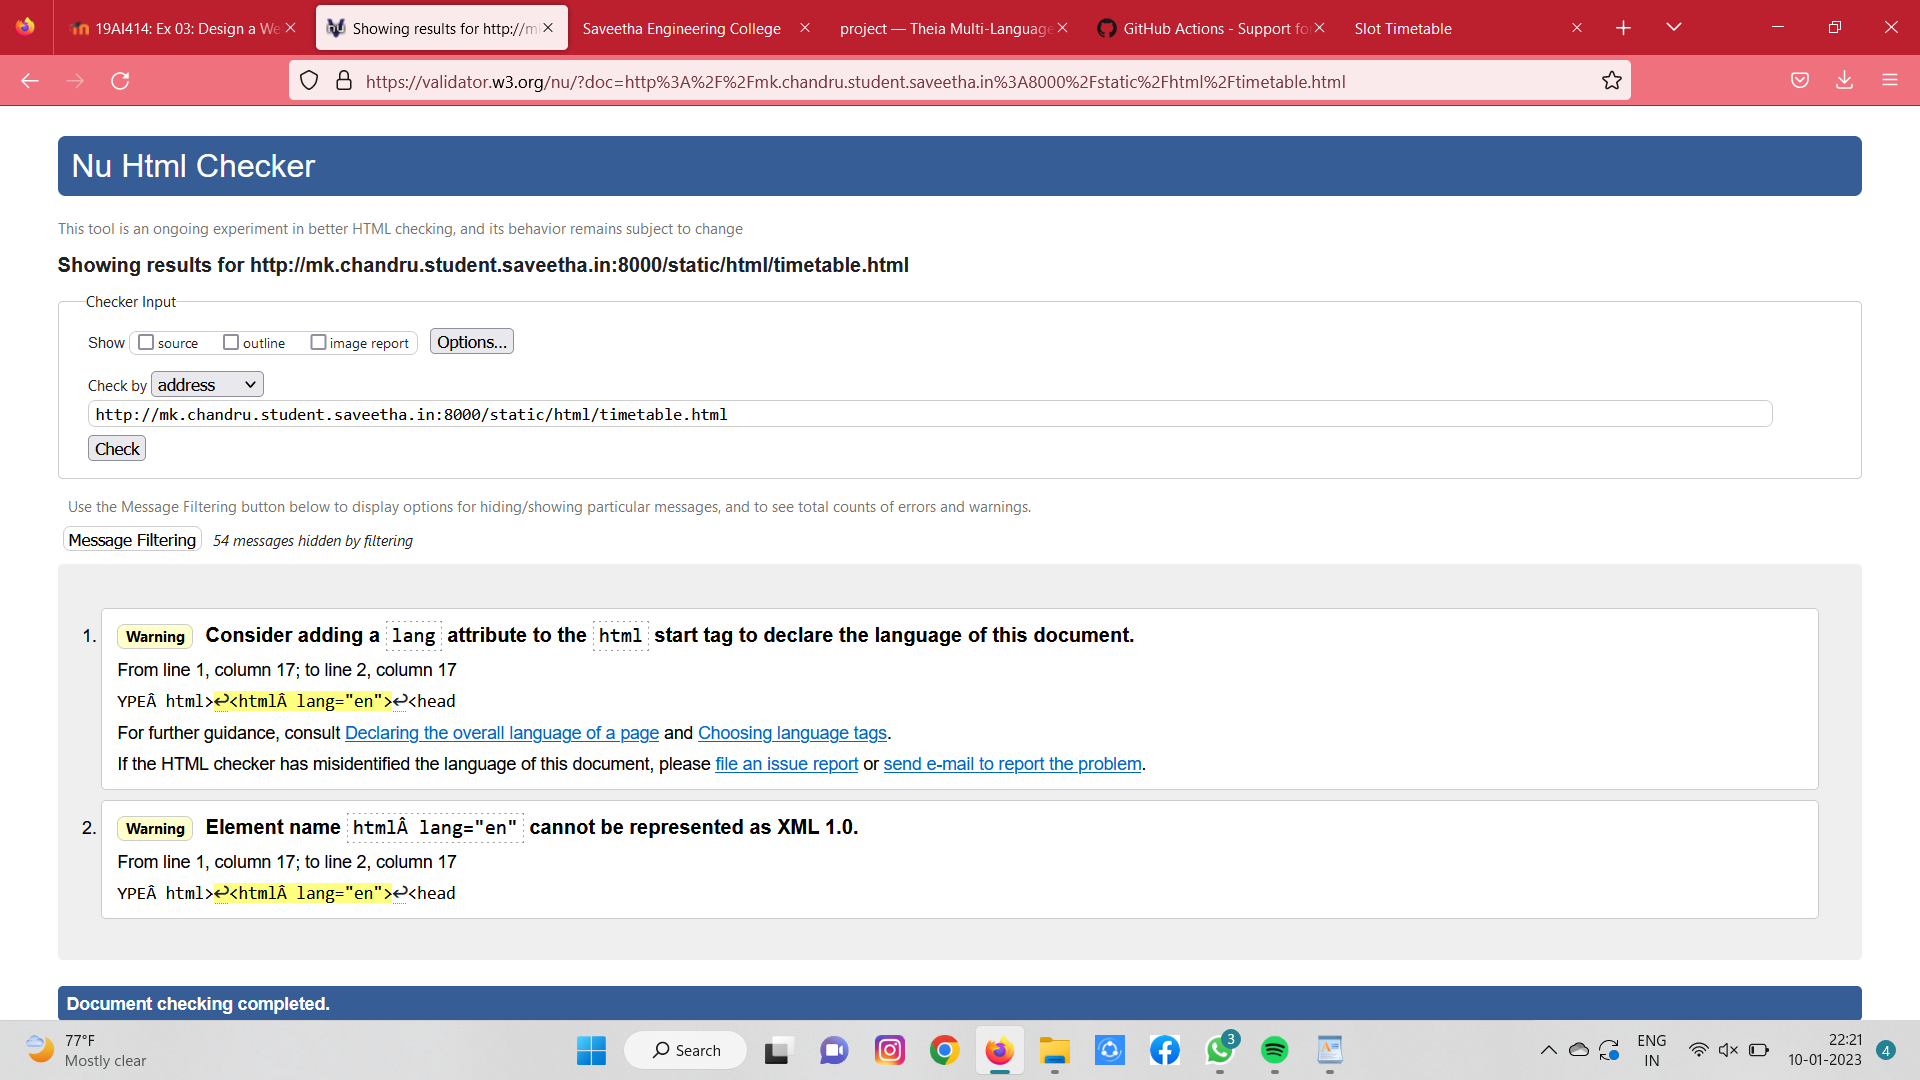 19AI414: Ex 03: Design a We
Showing results for http://m
Saveetha Engineering College
project — Theia Multi-Language
GitHub Actions - Support fo
Slot Timetable
https://validator.w3.org/nu/?doc=http%3A%2F%2Fmk.chandru.student.saveetha.in%3A8000%2Fstatic%2Fhtml%2Ftimetable.html
Nu Html Checker
This tool is an ongoing experiment in better HTML checking, and its behavior remains subject to change
Showing results for http://mk.chandru.student.saveetha.in:8000/static/html/timetable.html
Checker Input
Show source outline image report Options...
Check by address
http://mk.chandru.student.saveetha.in:8000/static/html/timetable.html
Check
Use the Message Filtering button below to display options for hiding/showing particular messages, and to see total counts of errors and warnings.
Message Filtering 54 messages hidden by filtering
1. Warning Consider adding a lang attribute to the html start tag to declare the language of this document.
From line 1, column 17; to line 2, column 17
YPEÂ html>↩<htmlÂ lang="en">↩<head
For further guidance, consult Declaring the overall language of a page and Choosing language tags.
If the HTML checker has misidentified the language of this document, please file an issue report or send e-mail to report the problem.
2. Warning Element name htmlÂ lang="en" cannot be represented as XML 1.0.
From line 1, column 17; to line 2, column 17
YPEÂ html>↩<htmlÂ lang="en">↩<head
Document checking completed.
77°F
Mostly clear
Search
3
ENG
IN
22:21
10-01-2023
4